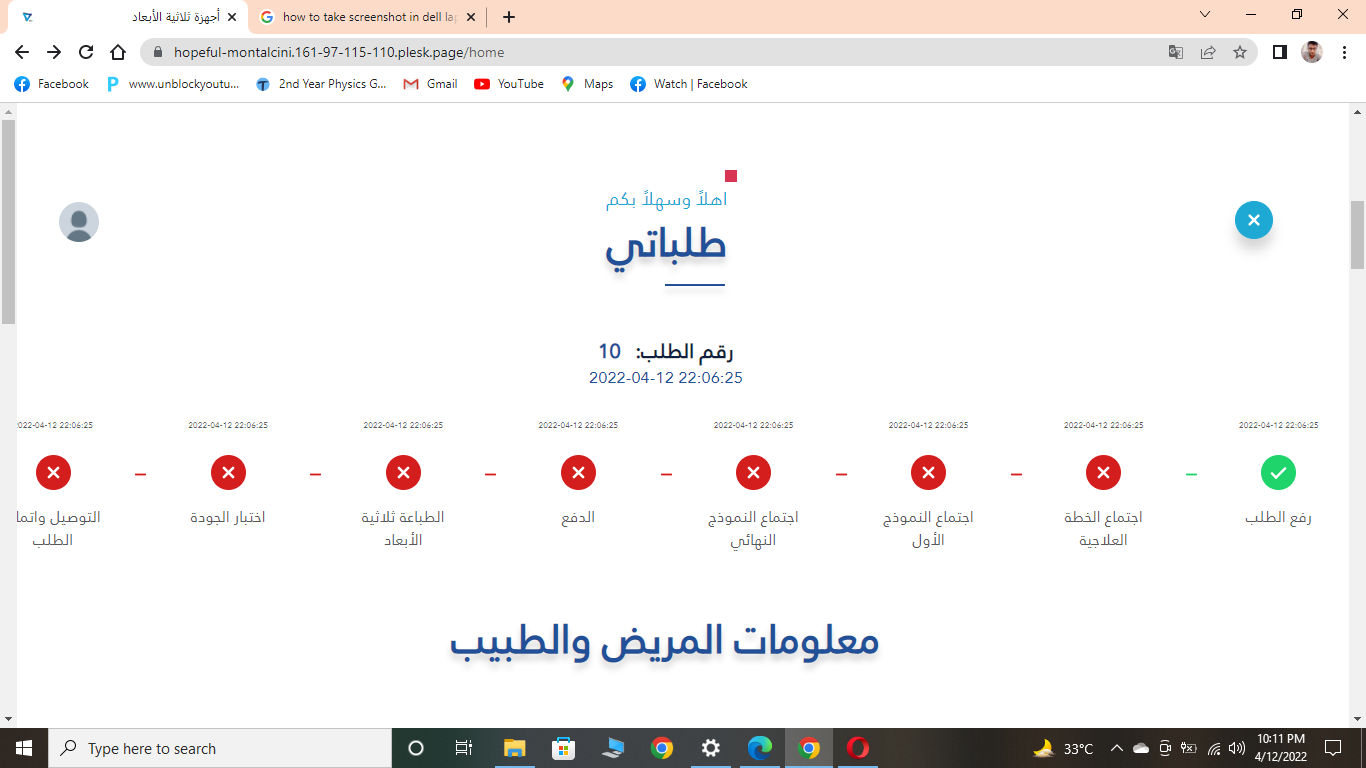 أجهزة ثلاثية الأبعاد
how to take screenshot in dell lap
hopeful-montalcini.161-97-115-110.plesk.page/home
Facebook
www.unblockyoutu...
2nd Year Physics G...
Gmail
YouTube
Maps
Watch | Facebook
اهلاً وسهلاً بكم
طلباتي
رقم الطلب: 10
2022-04-12 22:06:25
2022-04-12 22:06:25
2022-04-12 22:06:25
2022-04-12 22:06:25
2022-04-12 22:06:25
2022-04-12 22:06:25
2022-04-12 22:06:25
2022-04-12 22:06:25
2022-04-12 22:06:25
رفع الطلب
اجتماع الخطة
العلاجية
اجتماع النموذج
الأول
اجتماع النموذج
النهائي
الدفع
الطباعة ثلاثية
الأبعاد
اختبار الجودة
التوصيل واتما
الطلب
معلومات المريض والطبيب
Type here to search
33°C
10:11 PM
4/12/2022